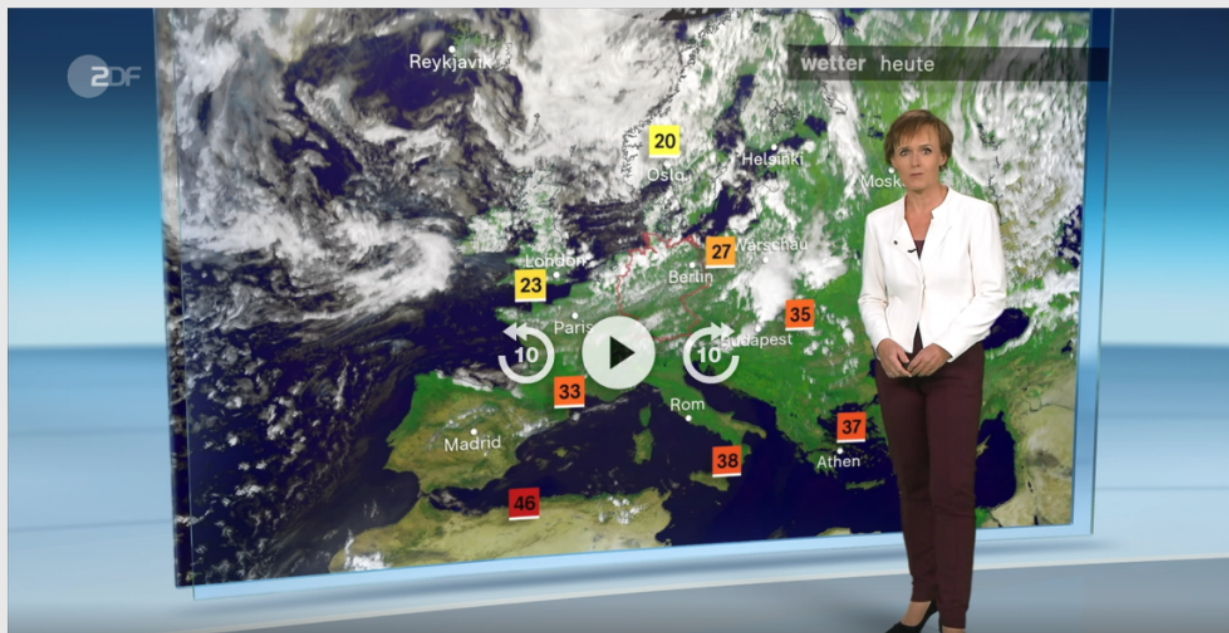 ZDF
wetter heute
Reykjavik
20
Oslo
Helsinki
Mosk
27
Warschau
Berlin
London
23
35
Paris
Budapest
10
10
33
Rom
Madrid
37
38
Athen
46